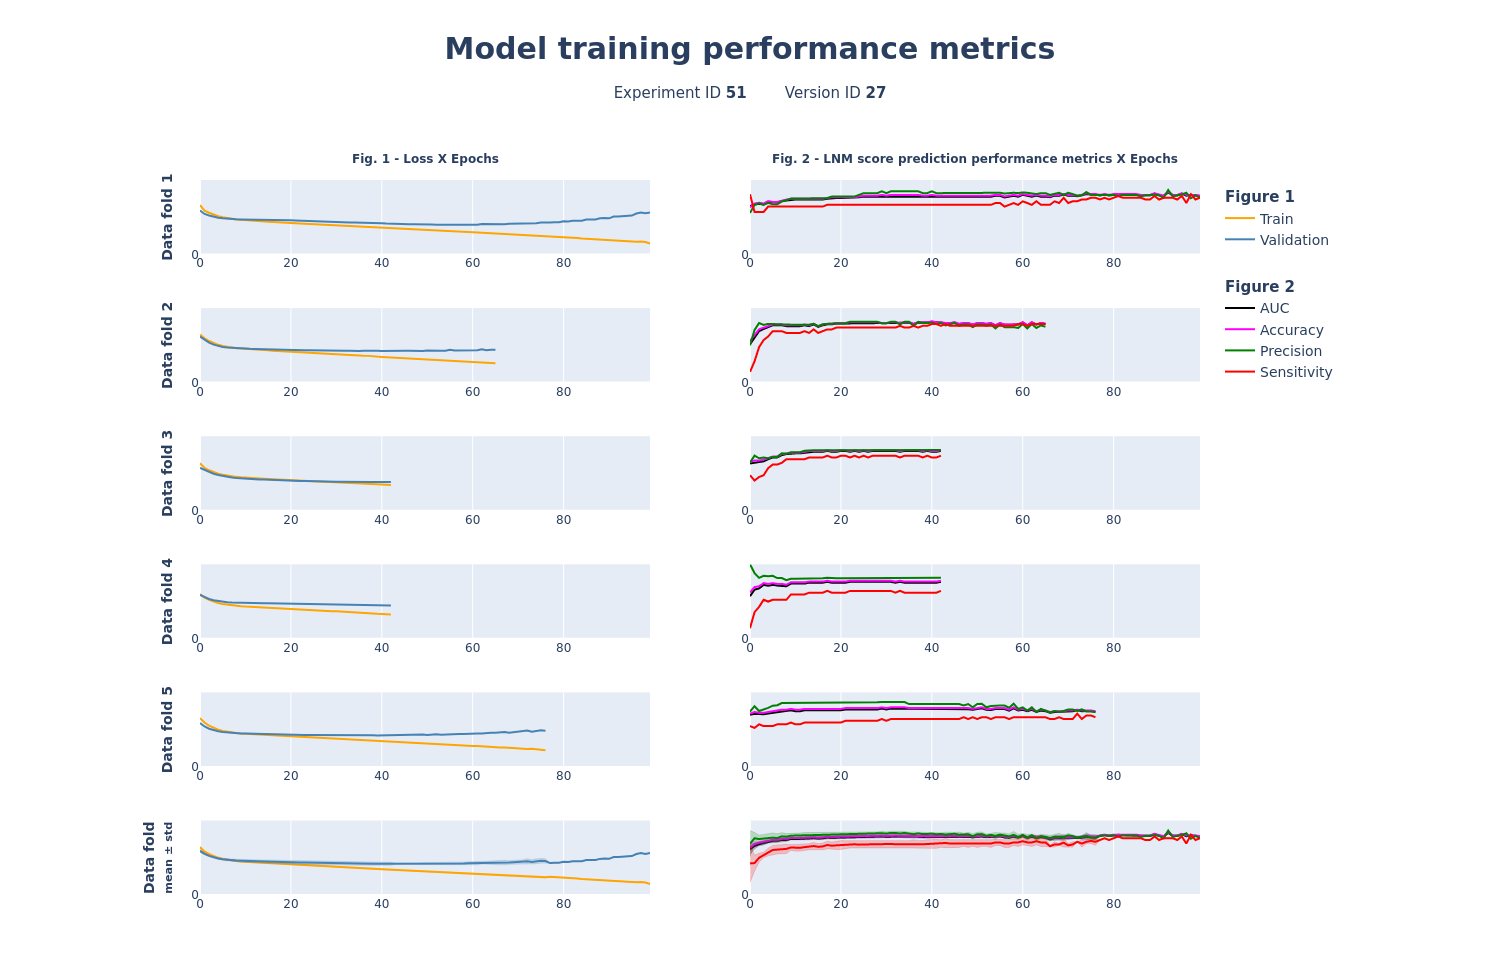 Model training performance metrics
Experiment ID 51 Version ID 27
Fig. 1 - Loss X Epochs
Fig. 2 - LNM score prediction performance metrics X Epochs
Data fold 1
0
0 20 40 60 80
0
0 20 40 60 80
Data fold 2
0
0 20 40 60 80
0
0 20 40 60 80
Data fold 3
0
0 20 40 60 80
0
0 20 40 60 80
Data fold 4
0
0 20 40 60 80
0
0 20 40 60 80
Data fold 5
0
0 20 40 60 80
0
0 20 40 60 80
Data fold
mean ± std
0
0 20 40 60 80
0
0 20 40 60 80
Figure 1
Train
Validation
Figure 2
AUC
Accuracy
Precision
Sensitivity